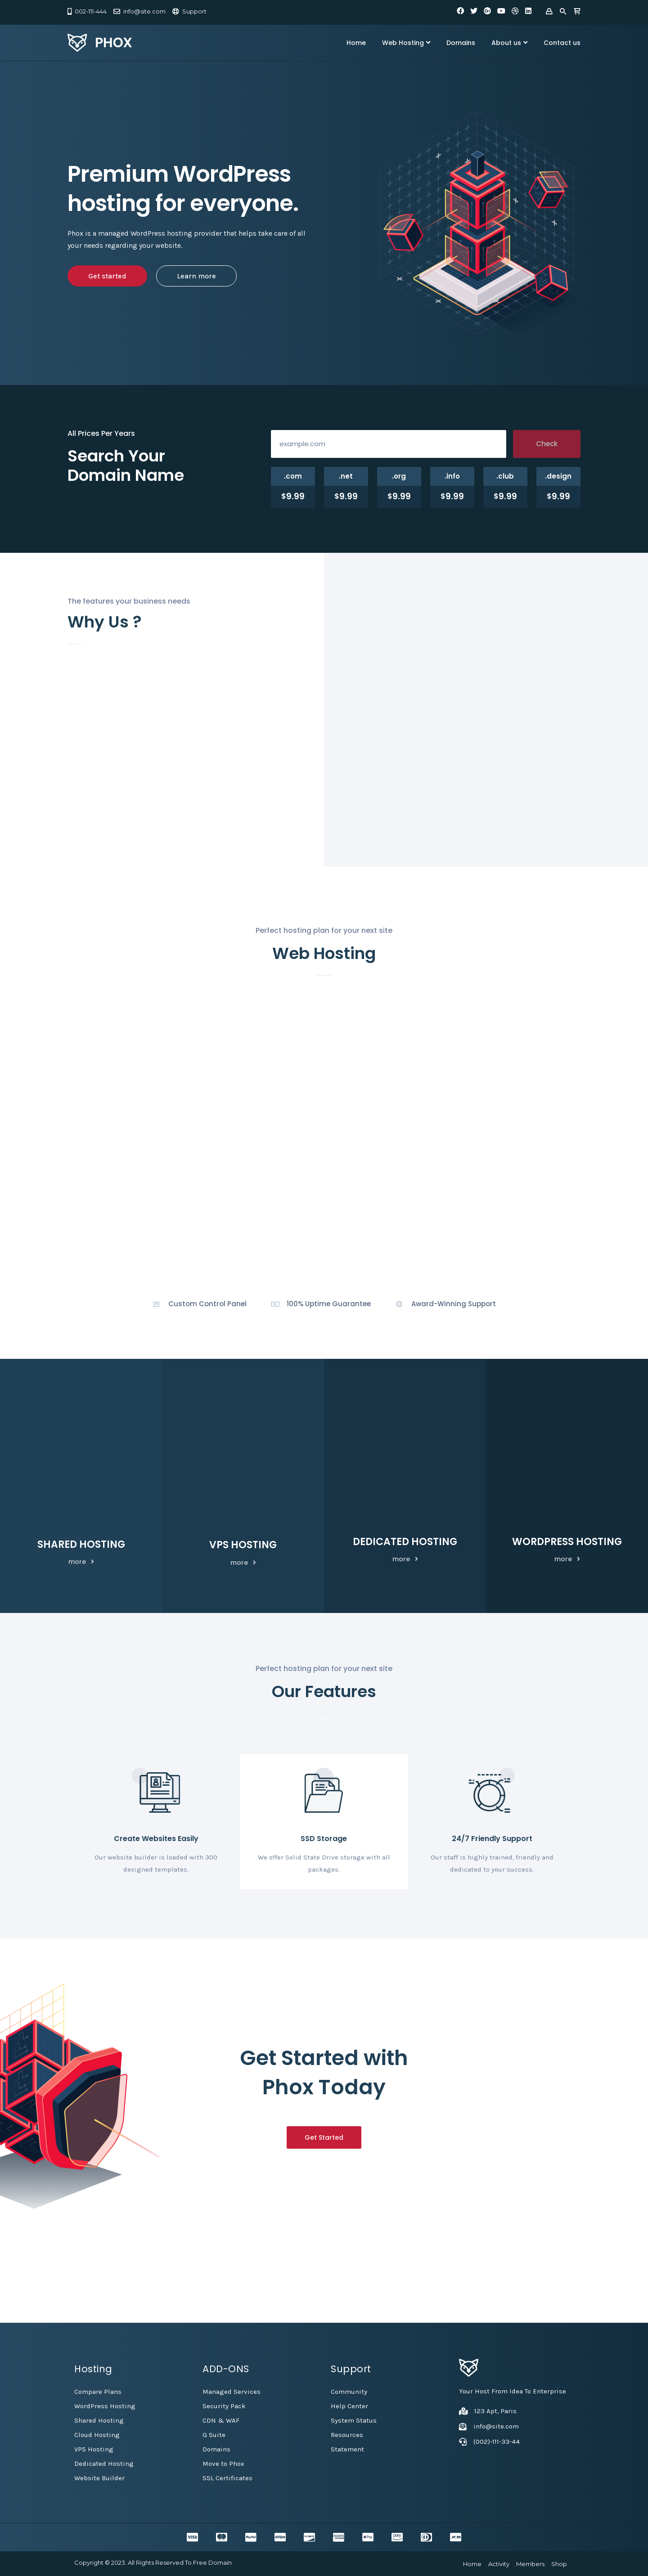 002-111-444 info@site.com Support
PHOX
Home Web Hosting Domains About us Contact us
Premium WordPress
hosting for everyone.
Phox is a managed WordPress hosting provider that helps take care of all
your needs regarding your website.
Get started Learn more
All Prices Per Years
Search Your
Domain Name
example.com Check
.com .net .org .info .club .design
$9.99 $9.99 $9.99 $9.99 $9.99 $9.99
The features your business needs
Why Us ?
Perfect hosting plan for your next site
Web Hosting
Custom Control Panel 100% Uptime Guarantee Award-Winning Support
SHARED HOSTING
more
VPS HOSTING
more
DEDICATED HOSTING
more
WORDPRESS HOSTING
more
Perfect hosting plan for your next site
Our Features
Create Websites Easily
Our website builder is loaded with 300
designed templates.
SSD Storage
We offer Solid State Drive storage with all
packages.
24/7 Friendly Support
Our staff is highly trained, friendly and
dedicated to your success.
Get Started with
Phox Today
Get Started
Hosting
Compare Plans
WordPress Hosting
Shared Hosting
Cloud Hosting
VPS Hosting
Dedicated Hosting
Website Builder
ADD-ONS
Managed Services
Security Pack
CDN & WAF
G Suite
Domains
Move to Phox
SSL Certificates
Support
Community
Help Center
System Status
Resources
Statement
Your Host From Idea To Enterprise
123 Apt, Paris
info@site.com
(002)-111-33-44
Copyright © 2023. All Rights Reserved To Free Domain.
Home Activity Members Shop